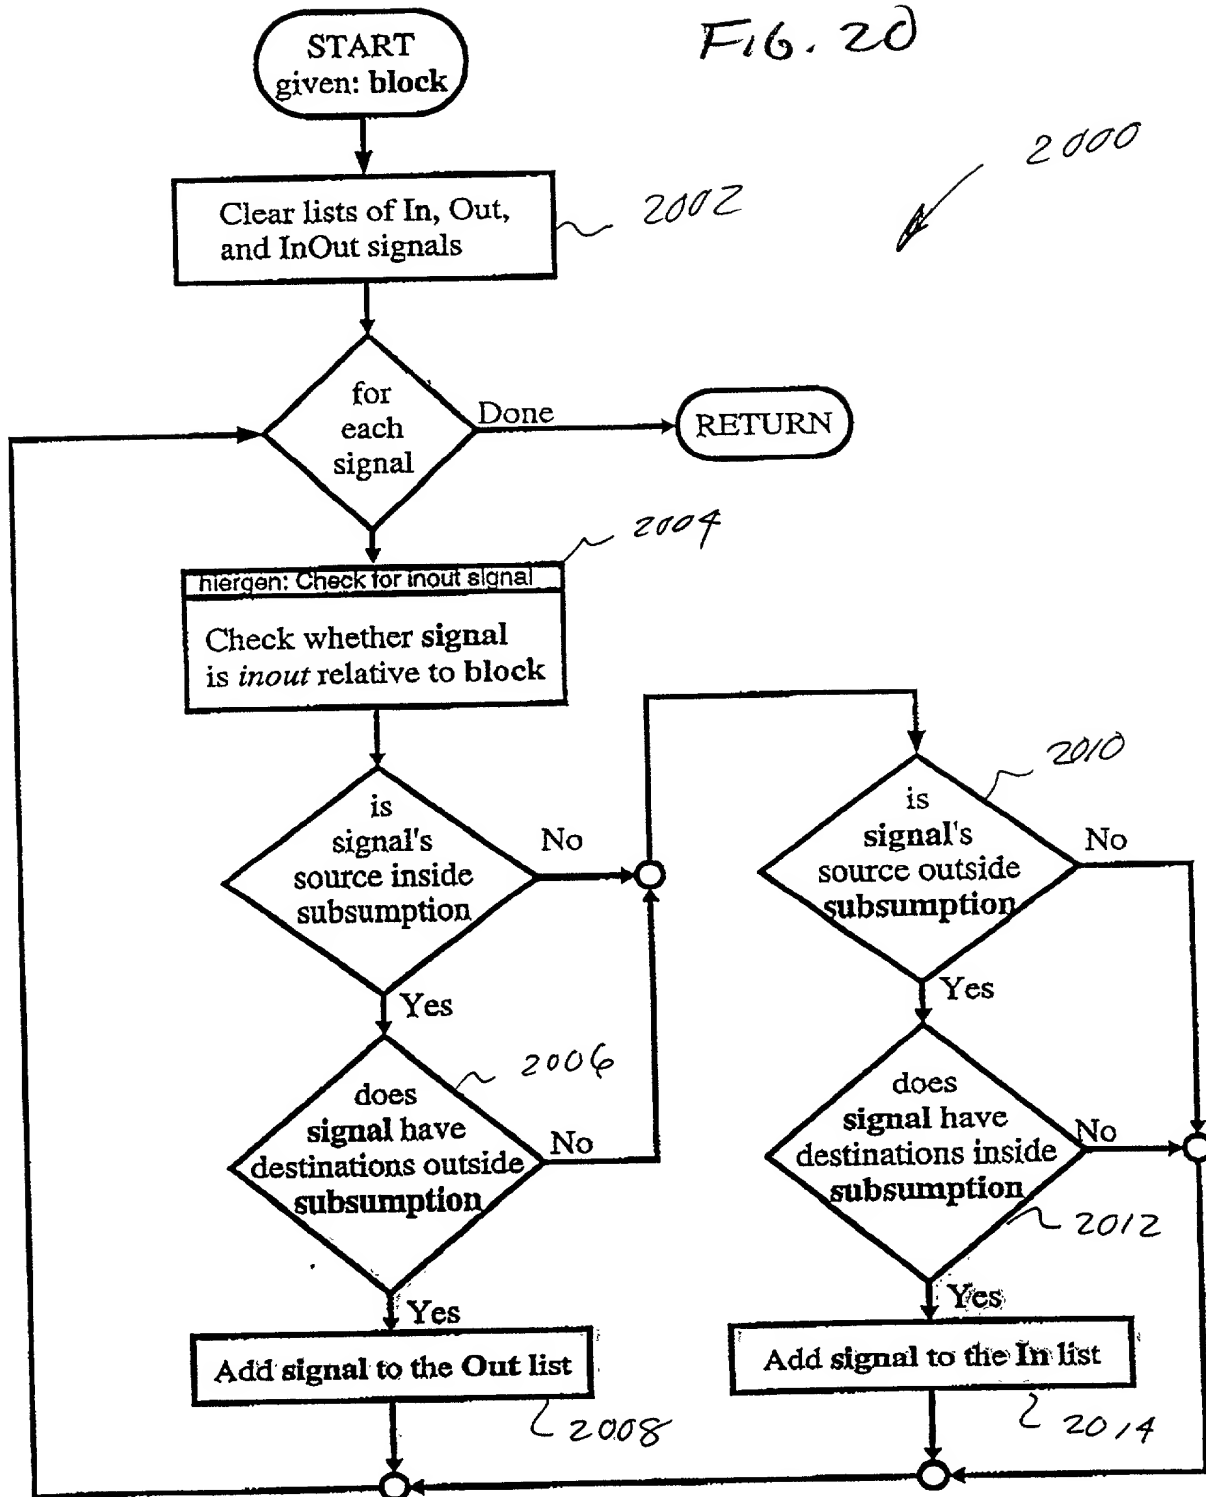 FIG. 20
START
given: block
2000
Clear lists of In, Out,
and InOut signals
2002
for
each
signal
Done
RETURN
2004
hiergen: Check for inout signal
Check whether signal
is inout relative to block
is
signal's
source inside
subsumption
No
Yes
2006
does
signal have
destinations outside
subsumption
No
Yes
Add signal to the Out list
2008
2010
is
signal's
source outside
subsumption
No
Yes
does
signal have
destinations inside
subsumption
No
2012
Yes
Add signal to the In list
2014